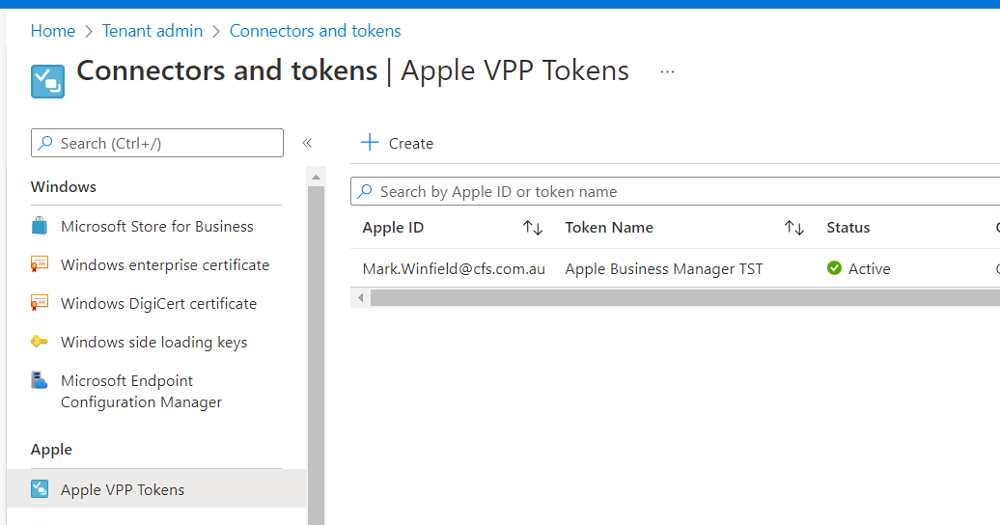 Home > Tenant admin > Connectors and tokens
Connectors and tokens | Apple VPP Tokens ...
Search (Ctrl+/) «
+ Create
Windows
Microsoft Store for Business
Windows enterprise certificate
Windows DigiCert certificate
Windows side loading keys
Microsoft Endpoint
Configuration Manager
Apple
Apple VPP Tokens
Search by Apple ID or token name
Apple ID ↑↓ Token Name ↑↓ Status
Mark.Winfield@cfs.com.au Apple Business Manager TST Active